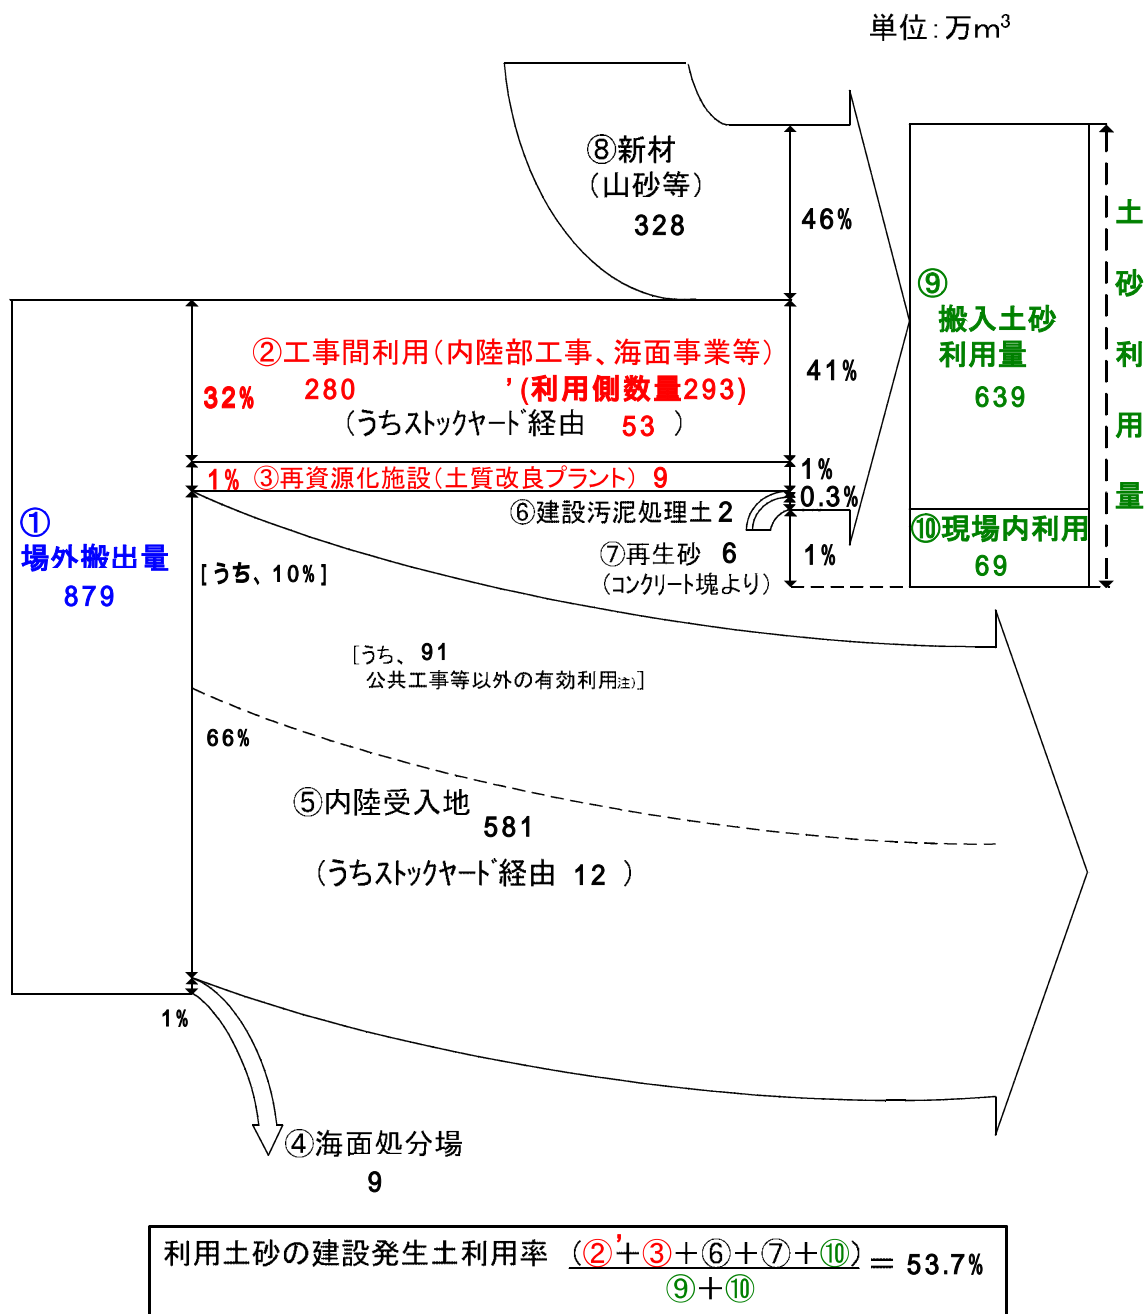 単位：万m³
⑧新材
（山砂等）
328
46%
土砂利用量
⑨
搬入土砂
利用量
639
②工事間利用（内陸部工事、海面事業等）
280 ’(利用側数量293)
（うちストックヤード経由 53 ）
32%
41%
1% ③再資源化施設（土質改良プラント） 9
1%
0.3%
⑥建設汚泥処理土2
⑦再生砂 6
（コンクリート塊より）
1%
⑩現場内利用
69
①
場外搬出量
879
[うち、10%]
[うち、 91
公共工事等以外の有効利用注)]
66%
⑤内陸受入地
581
（うちストックヤード経由 12 ）
1%
④海面処分場
9
利用土砂の建設発生土利用率 (②’＋③＋⑥＋⑦＋⑩) ＝ 53.7%
⑨＋⑩